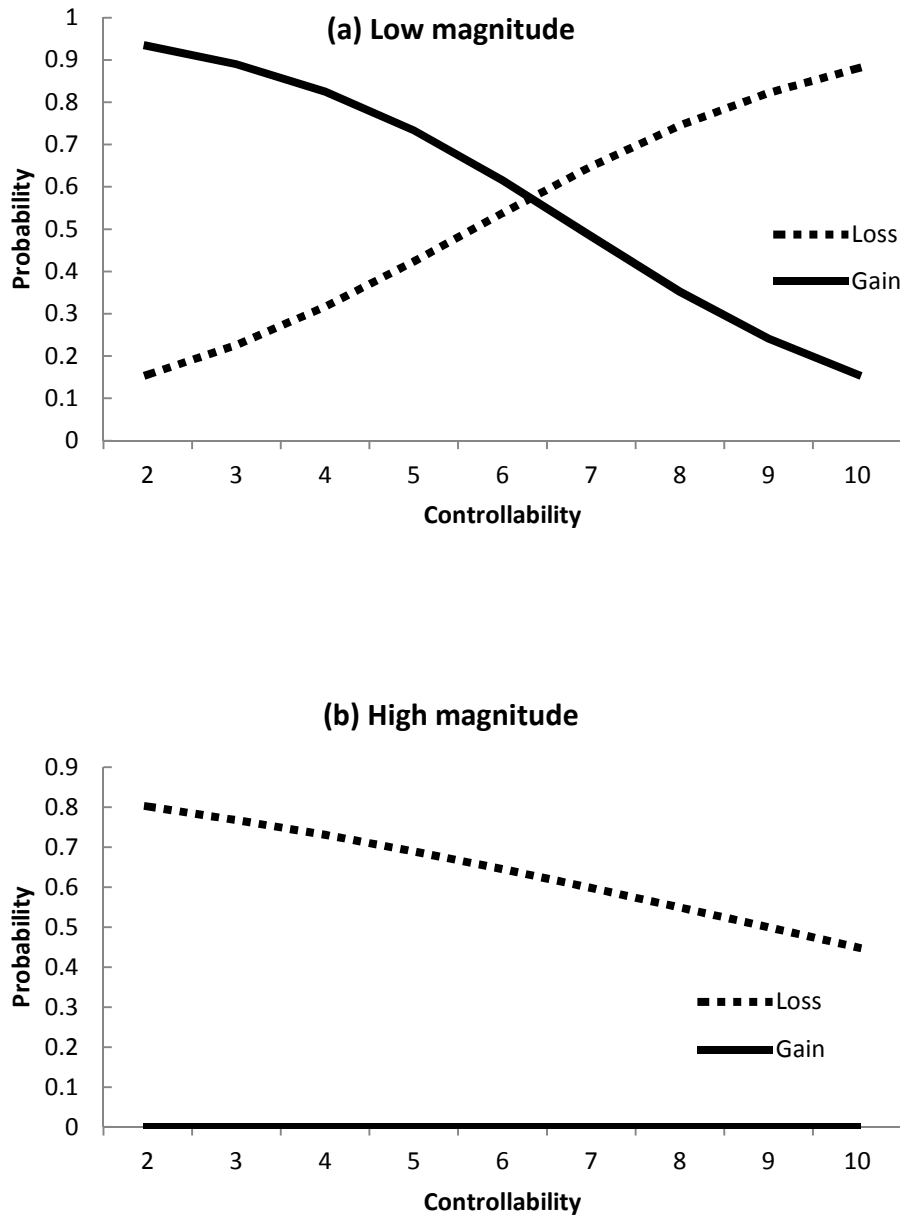 (a) Low magnitude
1
0.9
0.8
0.7
0.6
0.5
0.4
0.3
0.2
0.1
0
Probability
Loss
Gain
2 3 4 5 6 7 8 9 10
Controllability
(b) High magnitude
0.9
0.8
0.7
0.6
0.5
0.4
0.3
0.2
0.1
0
Probability
Loss
Gain
2 3 4 5 6 7 8 9 10
Controllability